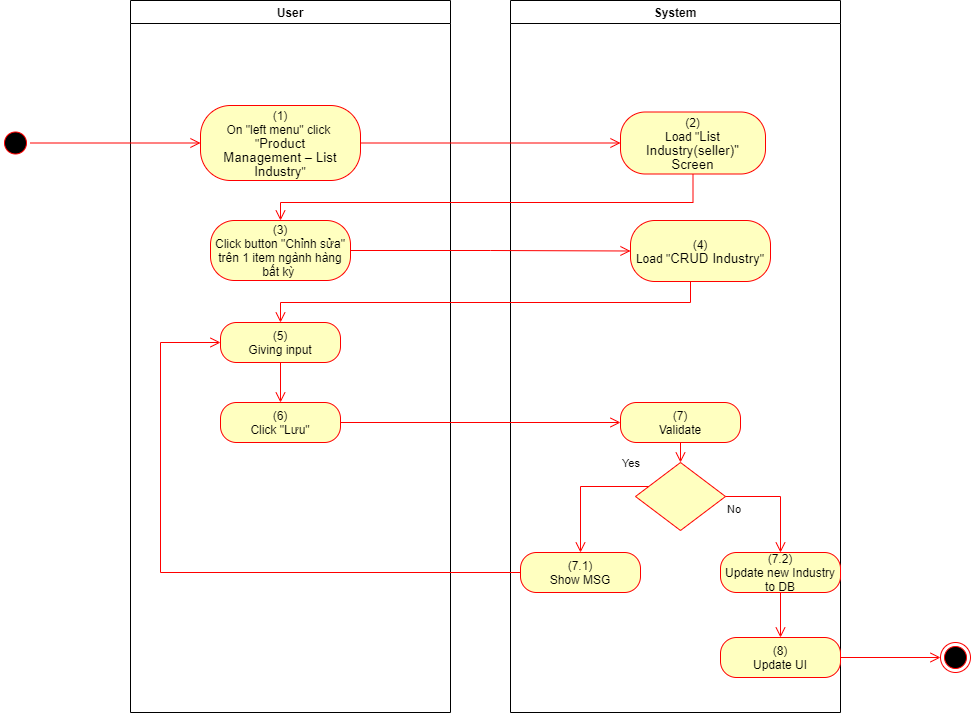 User
System
(1)
On "left menu" click
"Product
Management – List
Industry"
(2)
Load "List
Industry(seller)"
Screen
(3)
Click button "Chỉnh sửa"
trên 1 item ngành hàng
bất kỳ
(4)
Load "CRUD Industry"
(5)
Giving input
(6)
Click "Lưu"
(7)
Validate
Yes
No
(7.1)
Show MSG
(7.2)
Update new Industry
to DB
(8)
Update UI